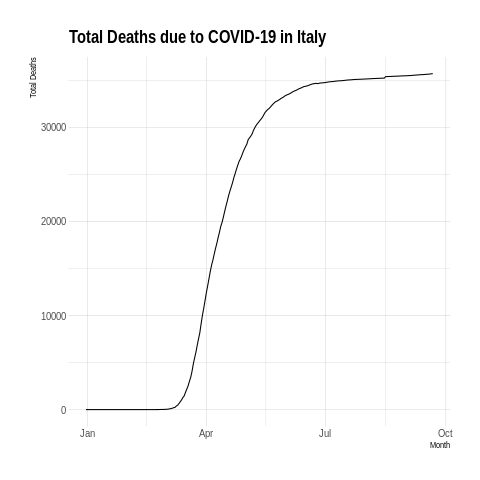 Total Deaths due to COVID-19 in Italy
Total Deaths
30000
20000
10000
0
Jan Apr Jul Oct
Month